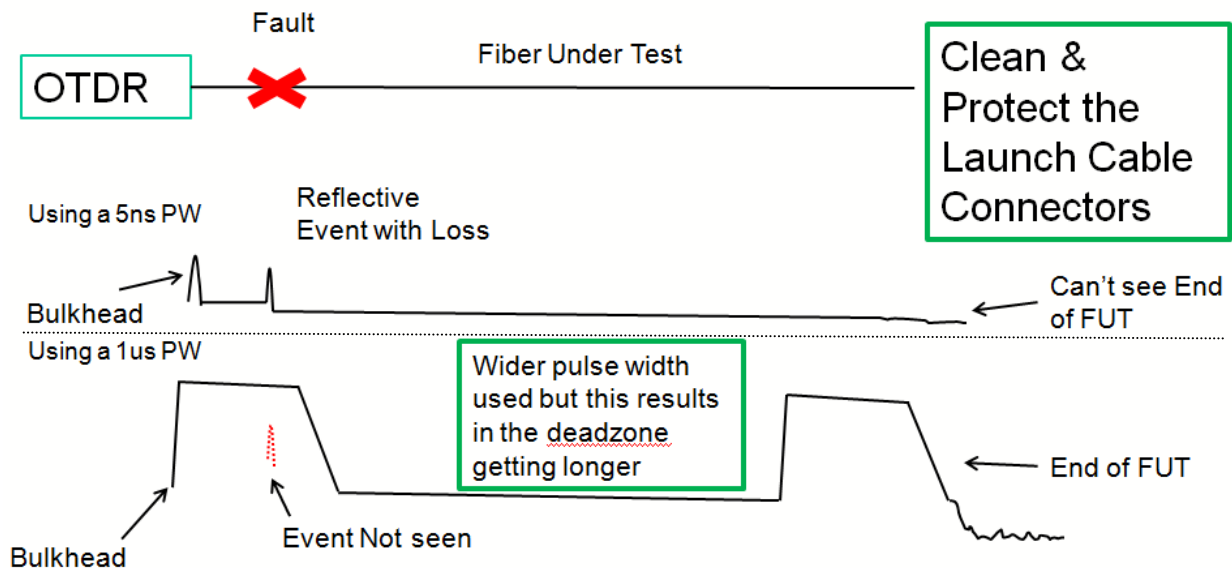 Fault
OTDR
Fiber Under Test
Clean &
Protect the
Launch Cable
Connectors
Using a 5ns PW
Reflective
Event with Loss
Bulkhead
Can't see End
of FUT
Using a 1us PW
Wider pulse width
used but this results
in the deadzone
getting longer
End of FUT
Event Not seen
Bulkhead